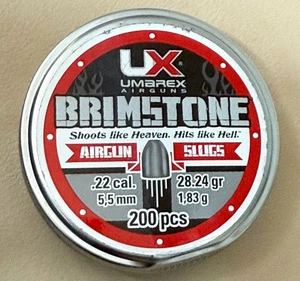 UX
UMAREX
AIRGUNS
BRIMSTONE
Shoots like Heaven. Hits like Hell.™
AIRGUN SLUGS
.22 cal. 28.24 gr
5,5 mm 1,83 g
200 pcs